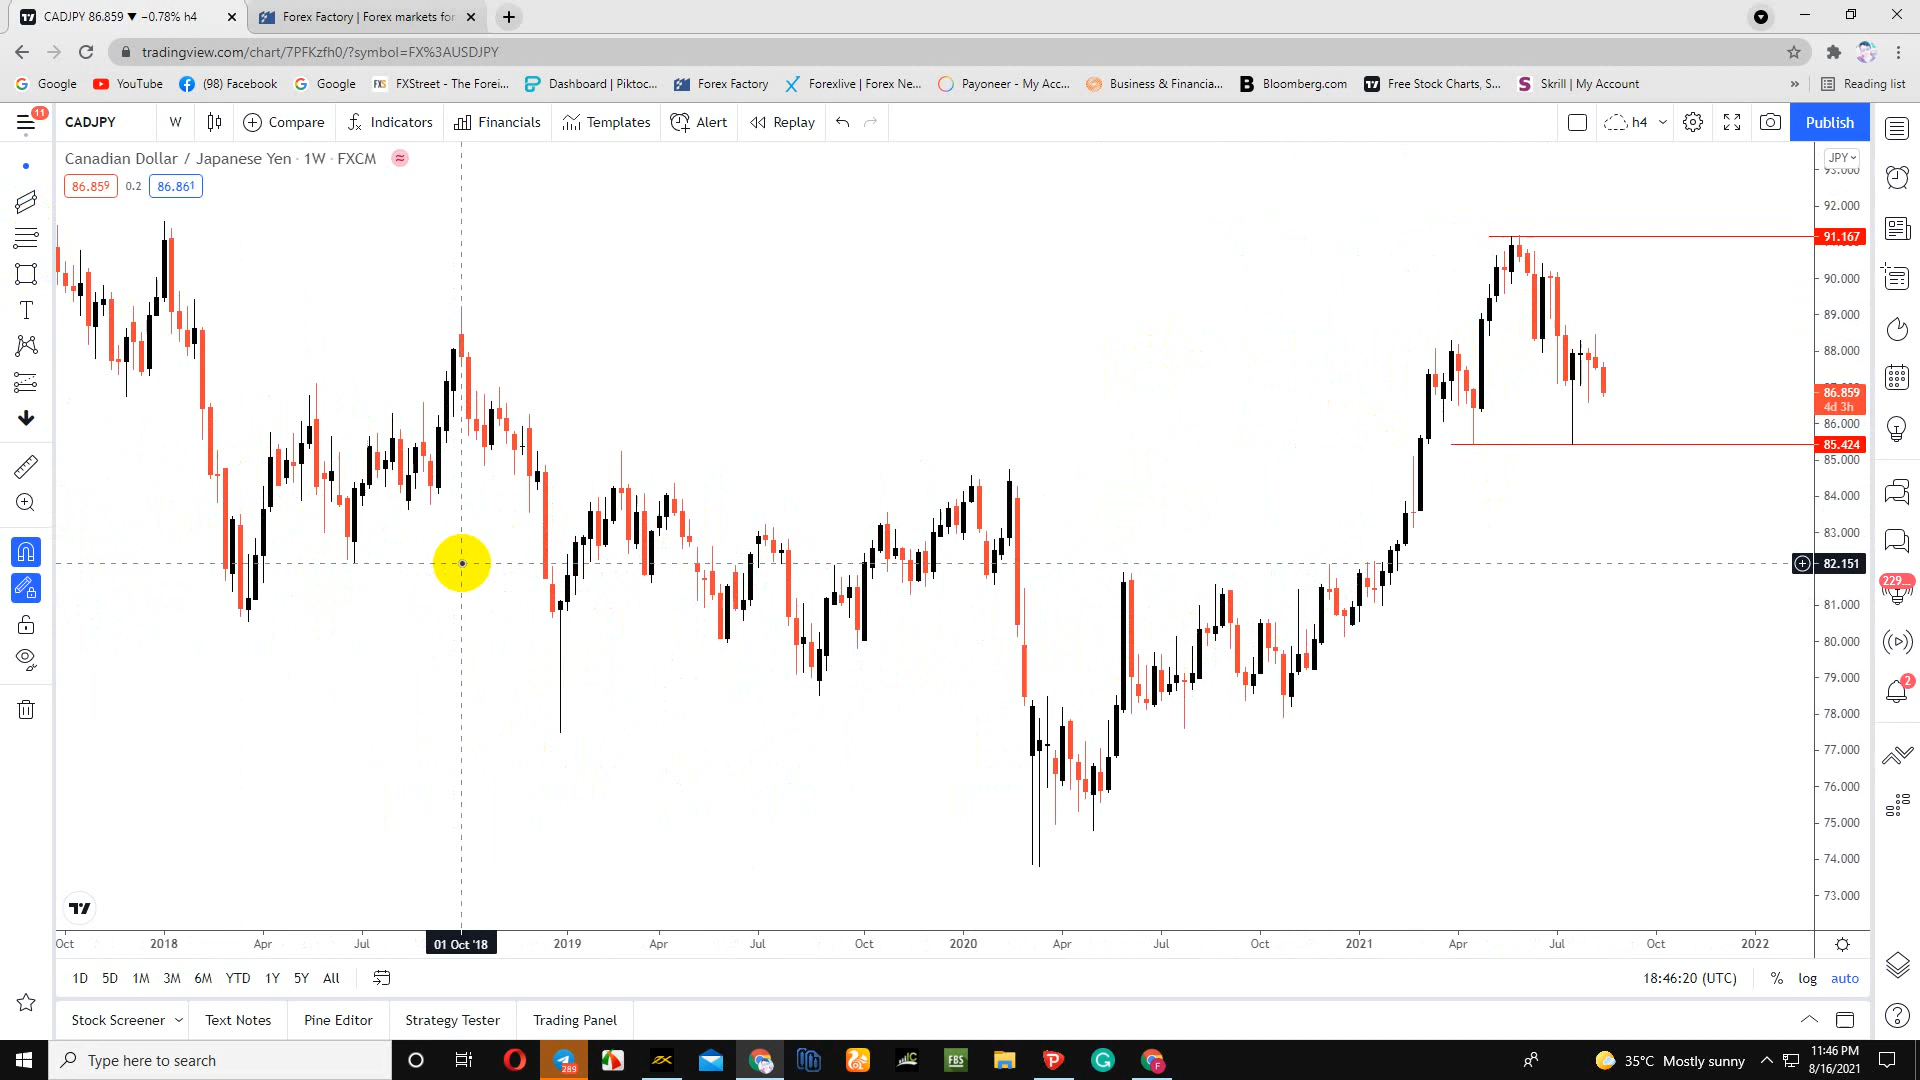 CADJPY 86.859 ▼ −0.78% h4
Forex Factory | Forex markets for
tradingview.com/chart/7PFKzfh0/?symbol=FX%3AUSDJPY
Google YouTube (98) Facebook Google FXStreet - The Forei... Dashboard | Piktoc... Forex Factory Forexlive | Forex Ne... Payoneer - My Acc... Business & Financia... Bloomberg.com Free Stock Charts, S... Skrill | My Account » Reading list
11 CADJPY W Compare Indicators Financials Templates Alert Replay h4 Publish
Canadian Dollar / Japanese Yen · 1W · FXCM
JPY
86.859 0.2 86.861
93.000
92.000
91.167
90.000
89.000
88.000
86.859
4d 3h
86.000
85.424
85.000
84.000
83.000
82.151
229
81.000
80.000
79.000
2
78.000
77.000
76.000
75.000
74.000
73.000
Oct 2018 Apr Jul 01 Oct '18 2019 Apr Jul Oct 2020 Apr Jul Oct 2021 Apr Jul Oct 2022
1D 5D 1M 3M 6M YTD 1Y 5Y All 18:46:20 (UTC) % log auto
Stock Screener Text Notes Pine Editor Strategy Tester Trading Panel
Type here to search 289 FBS 35°C Mostly sunny 11:46 PM
8/16/2021